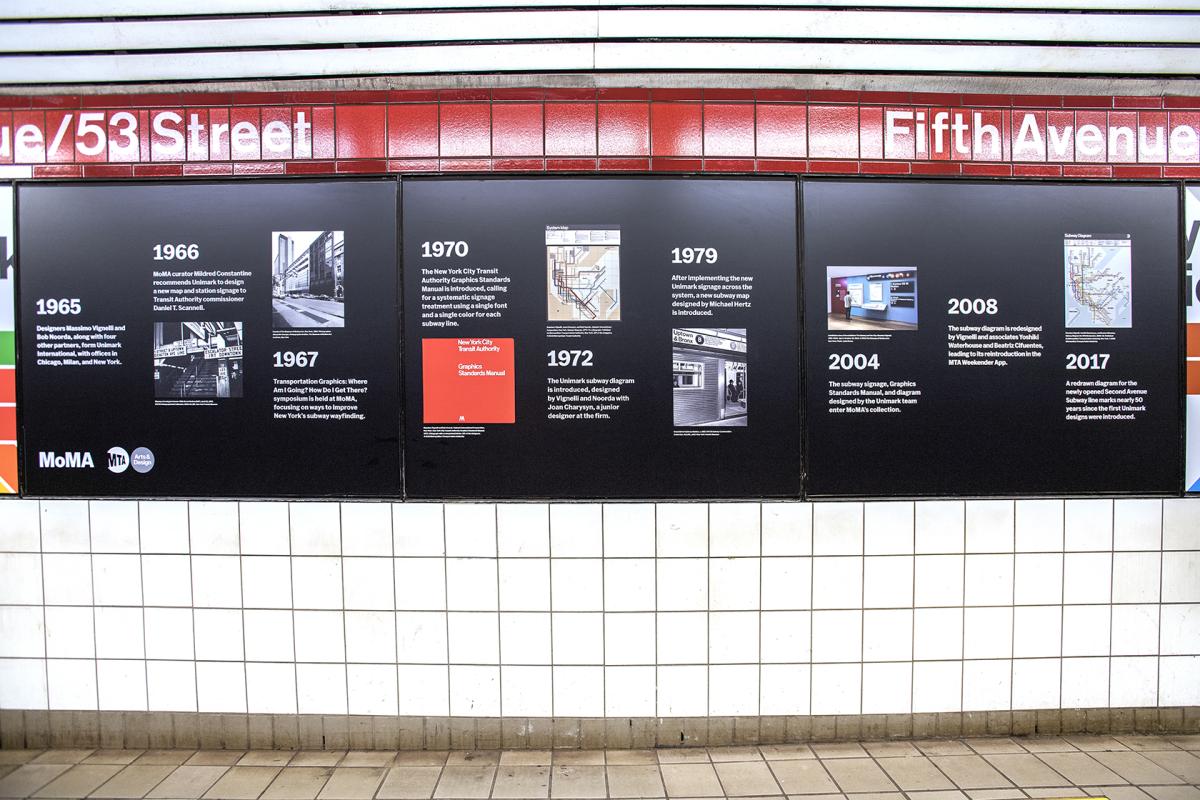 ue/53 Street
Fifth Avenue
1965
Designers Massimo Vignelli and
Bob Noorda, along with four
other partners, form Unimark
International, with offices in
Chicago, Milan, and New York.
1966
MoMA curator Mildred Constantine
recommends Unimark to design
a new map and station signage to
Transit Authority commissioner
Daniel T. Scannell.
1967
Transportation Graphics: Where
Am I Going? How Do I Get There?
symposium is held at MoMA,
focusing on ways to improve
New York's subway wayfinding.
MoMA
MTA
Arts &
Design
1970
The New York City Transit
Authority Graphics Standards
Manual is introduced, calling
for a systematic signage
treatment using a single font
and a single color for each
subway line.
New York City
Transit Authority
Graphics
Standards Manual
System Map
1972
The Unimark subway diagram
is introduced, designed
by Vignelli and Noorda with
Joan Charysyn, a junior
designer at the firm.
1979
After implementing the new
Unimark signage across the
system, a new subway map
designed by Michael Hertz
is introduced.
Uptown
& Bronx
2004
The subway signage, Graphics
Standards Manual, and diagram
designed by the Unimark team
enter MoMA's collection.
2008
The subway diagram is redesigned
by Vignelli and associates Yoshiki
Waterhouse and Beatriz Cifuentes,
leading to its reintroduction in the
MTA Weekender App.
Subway Diagram
2017
A redrawn diagram for the
newly opened Second Avenue
Subway line marks nearly 50
years since the first Unimark
designs were introduced.